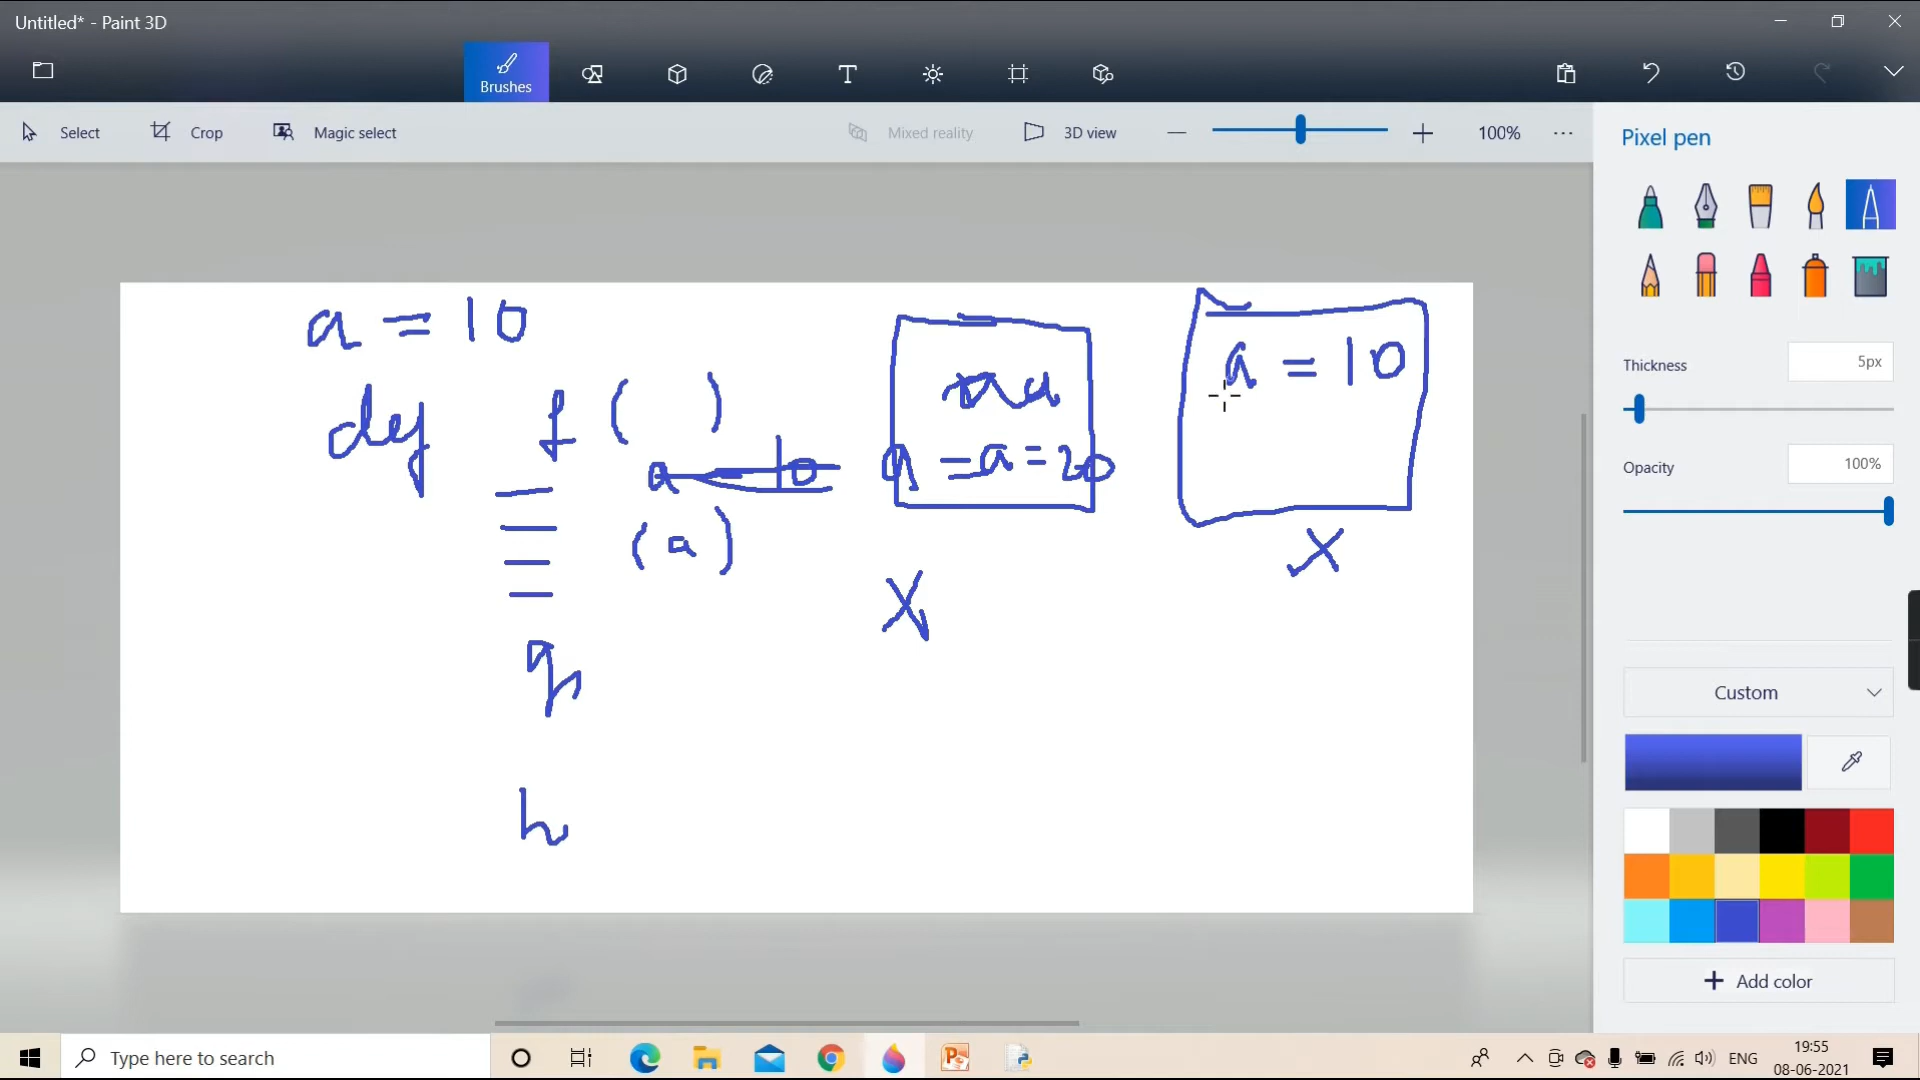 Untitled* - Paint 3D
Brushes
Select
Crop
Magic select
Mixed reality
3D view
100%
Pixel pen
Thickness
5px
Opacity
100%
Custom
Add color
a = 10
def f ( )
a 10
(a)
a = a = 20
X
a = 10
X
h
Type here to search
ENG
19:55
08-06-2021